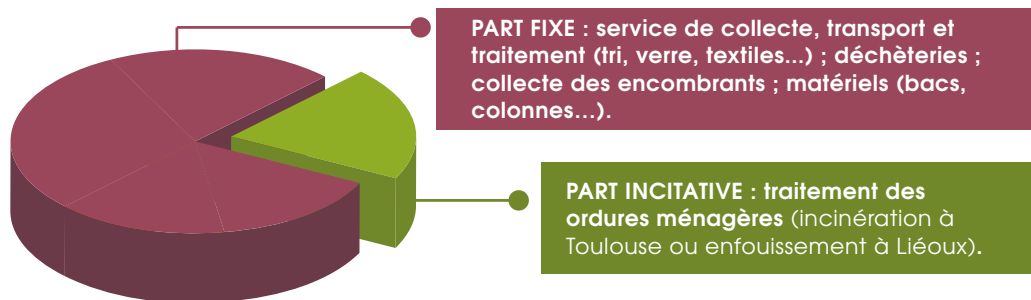 PART FIXE : service de collecte, transport et
traitement (tri, verre, textiles...) ; déchèteries ;
collecte des encombrants ; matériels (bacs,
colonnes...).
PART INCITATIVE : traitement des
ordures ménagères (incinération à
Toulouse ou enfouissement à Liéoux).